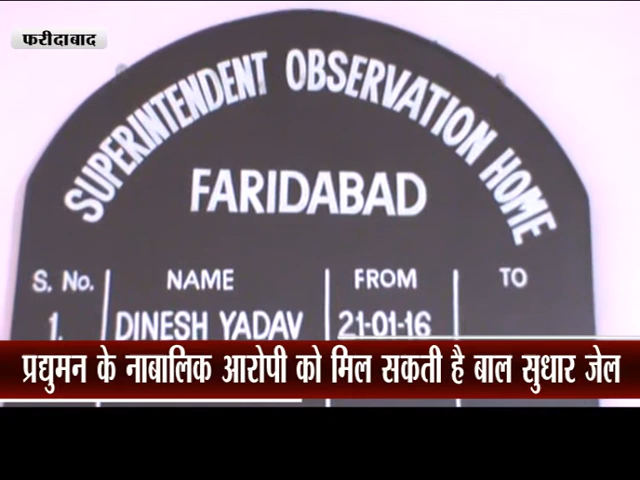 फरीदाबाद
SUPERINTENDENT OBSERVATION HOME
FARIDABAD
S. No. NAME FROM TO
1. DINESH YADAV 21-01-16
प्रद्युमन के नाबालिक आरोपी को मिल सकती है बाल सुधार जेल